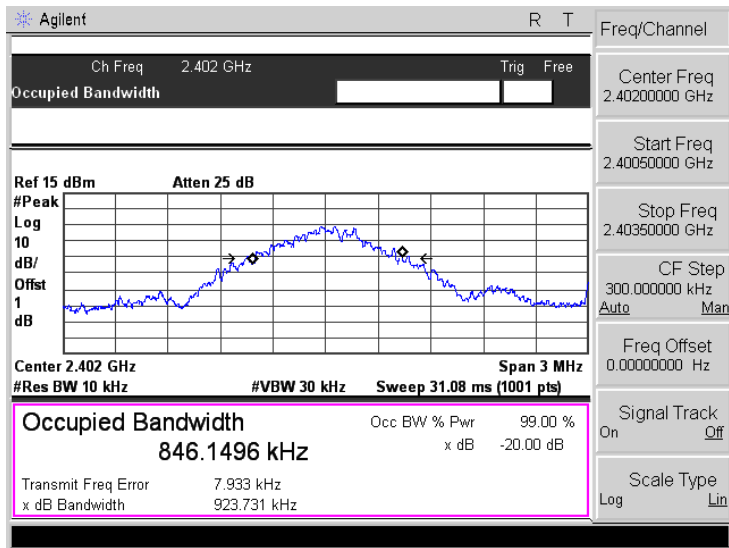 Agilent R T
Ch Freq 2.402 GHz Trig Free
Occupied Bandwidth
Ref 15 dBm Atten 25 dB
#Peak
Log
10
dB/
Offst
1
dB
Center 2.402 GHz Span 3 MHz
#Res BW 10 kHz #VBW 30 kHz Sweep 31.08 ms (1001 pts)
Occupied Bandwidth
846.1496 kHz
Occ BW % Pwr 99.00 %
x dB -20.00 dB
Transmit Freq Error 7.933 kHz
x dB Bandwidth 923.731 kHz
Freq/Channel
Center Freq
2.40200000 GHz
Start Freq
2.40050000 GHz
Stop Freq
2.40350000 GHz
CF Step
300.000000 kHz
Auto Man
Freq Offset
0.00000000 Hz
Signal Track
On Off
Scale Type
Log Lin